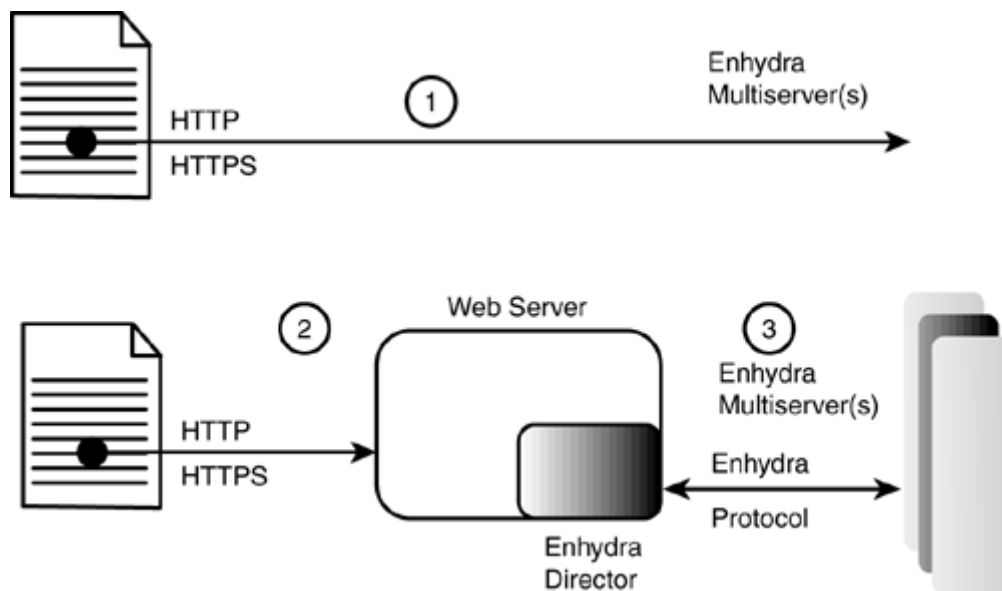 Enhydra
Multiserver(s)
1
HTTP
HTTPS
Web Server
2
3
Enhydra
Multiserver(s)
HTTP
HTTPS
Enhydra
Protocol
Enhydra
Director